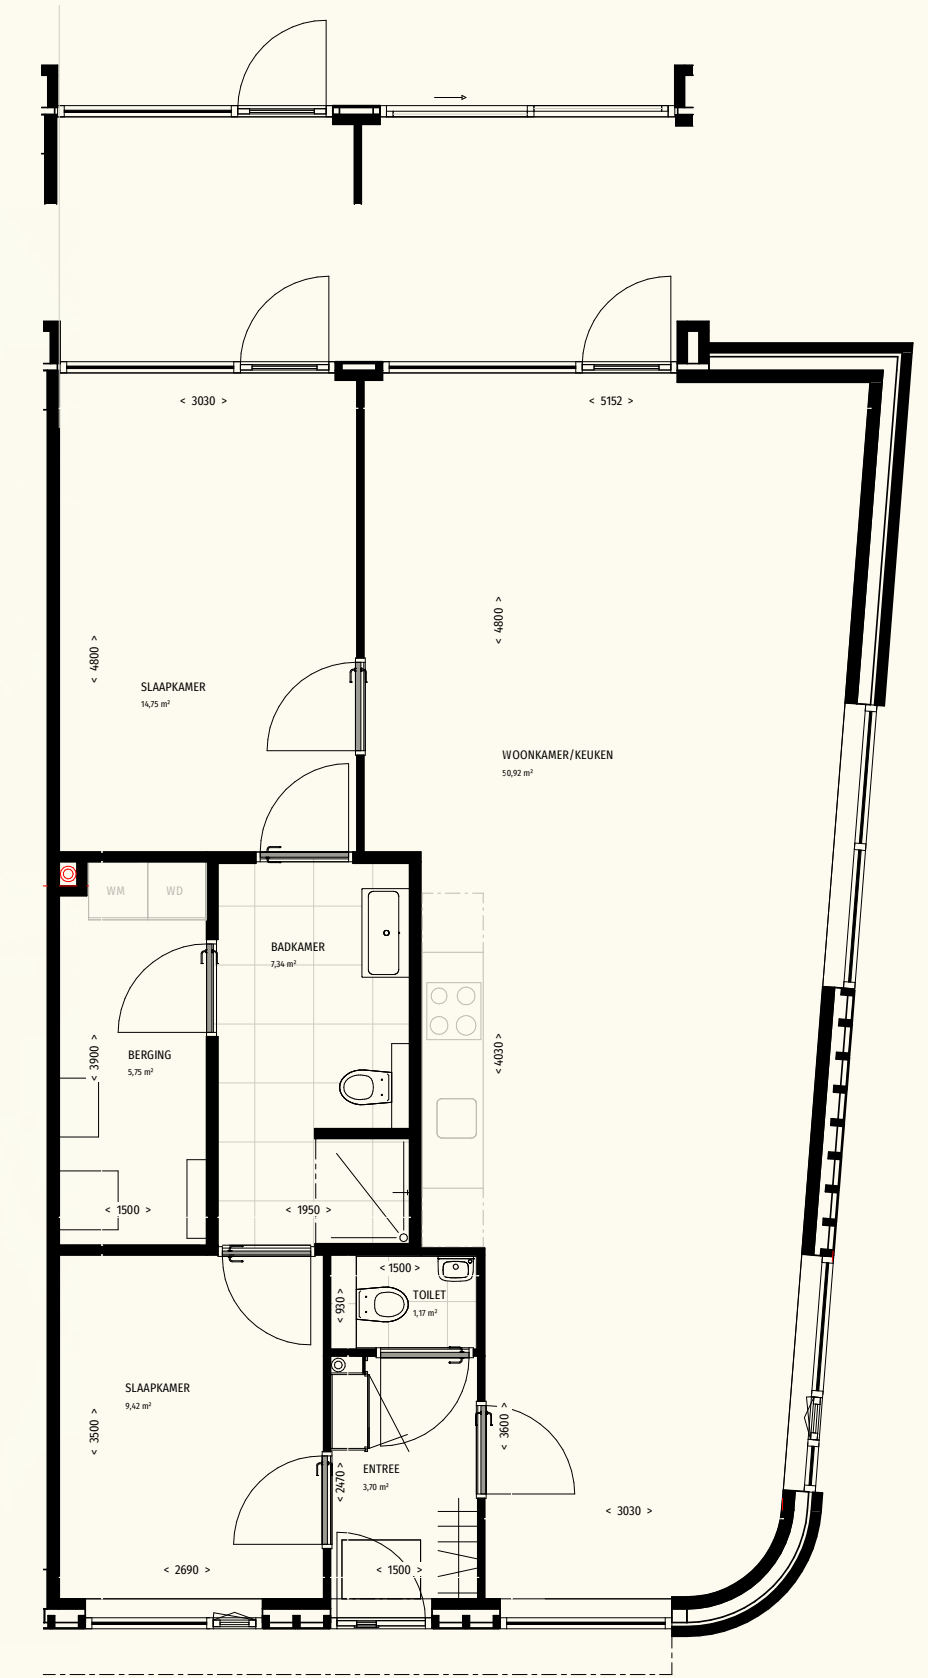 < 3030 >
< 5152 >
< 4800 >
< 4800 >
SLAAPKAMER
14,75 m²
WOONKAMER/KEUKEN
50,92 m²
WM
WD
BADKAMER
7,34 m²
BERGING
5,75 m²
< 3900 >
< 4030 >
< 1500 >
< 1950 >
< 1500 >
TOILET
1,17 m²
< 930 >
SLAAPKAMER
9,42 m²
< 3500 >
< 3600 >
ENTREE
3,70 m²
< 2470 >
< 3030 >
< 2690 >
< 1500 >